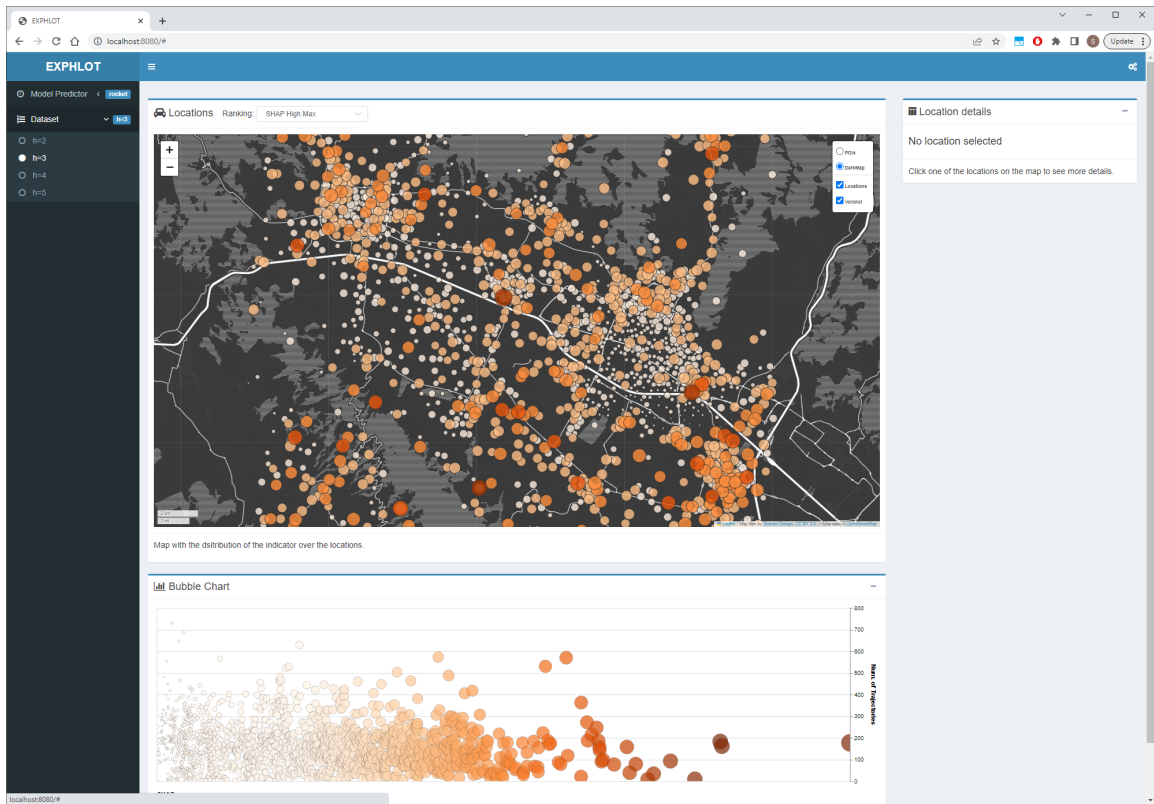 EXPHLOT
localhost:8080/#
S
Update
EXPHLOT
Model Predictor
rocket
Dataset
h=3
h=2
h=3
h=4
h=5
Locations
Ranking:
SHAP High Max
+
−
POIs
DarkMap
Locations
Voronoi
Map with the dsitribution of the indicator over the locations.
Location details
No location selected
Click one of the locations on the map to see more details.
Bubble Chart
800
700
600
500
400
300
200
100
0
Num. of Trajectories
localhost:8080/#